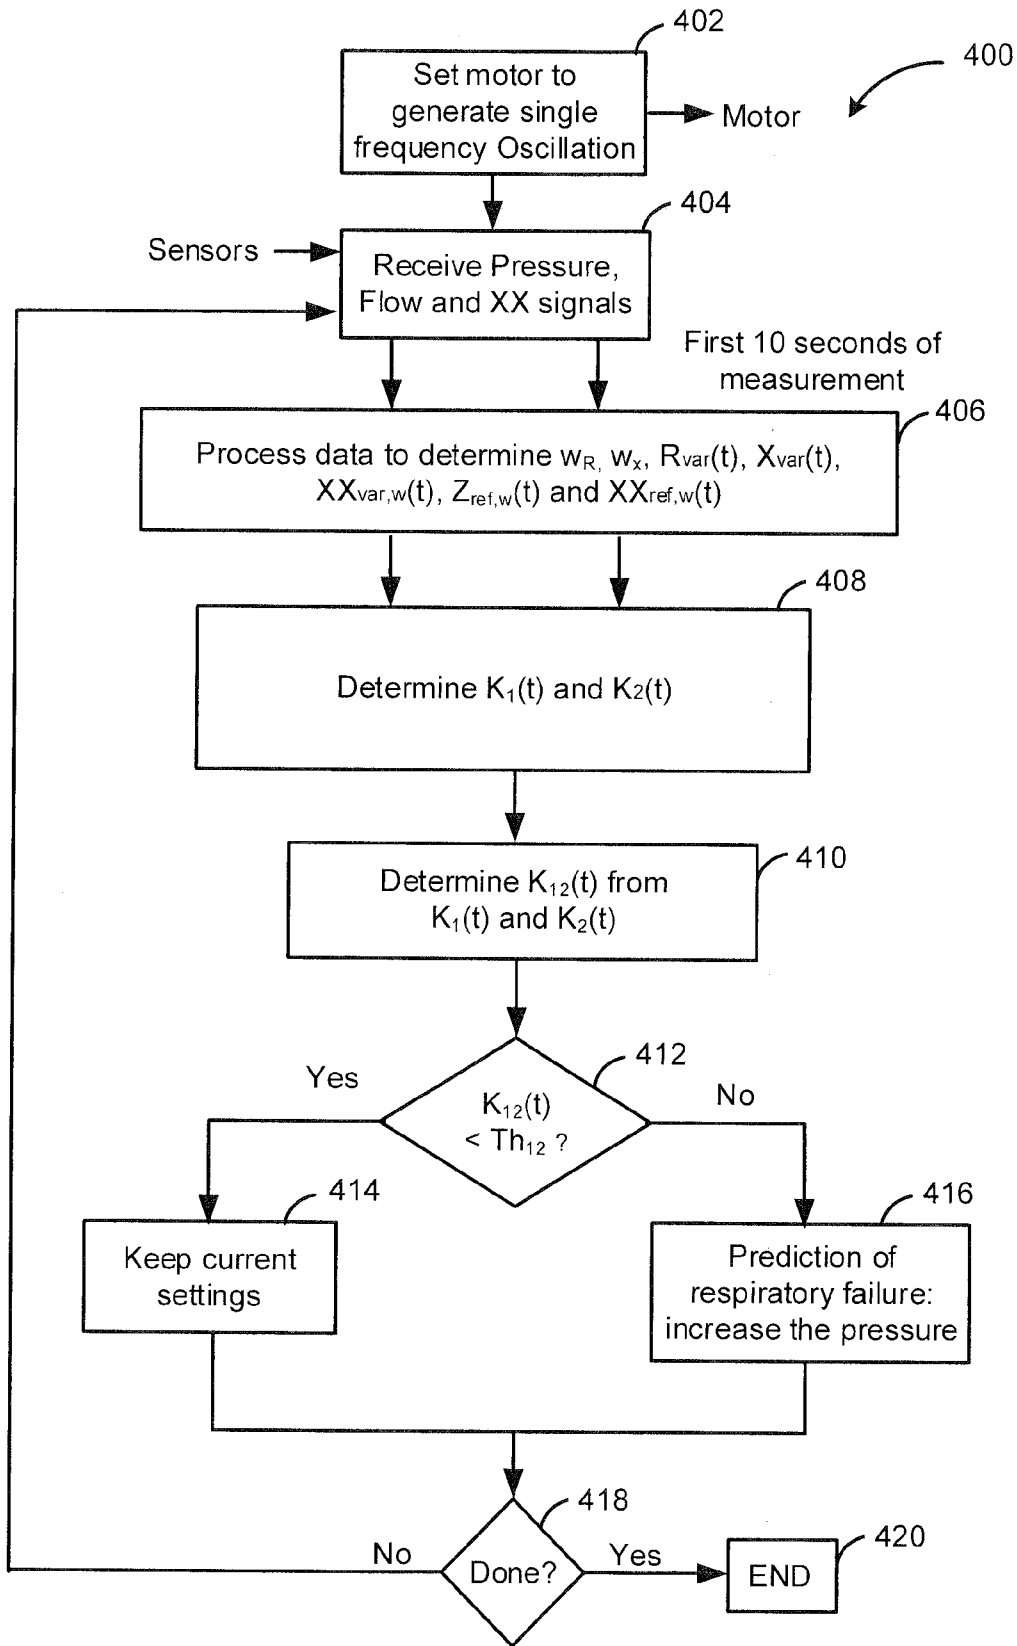 402
400
Set motor to
generate single
frequency Oscillation
Motor
404
Sensors
Receive Pressure,
Flow and XX signals
First 10 seconds of
measurement
406
Process data to determine wR, wx, Rvar(t), Xvar(t),
XXvar,w(t), Zref,w(t) and XXref,w(t)
408
Determine K1(t) and K2(t)
410
Determine K12(t) from
K1(t) and K2(t)
412
Yes
No
K12(t)
< Th12 ?
414
416
Keep current
settings
Prediction of
respiratory failure:
increase the pressure
418
420
No
Done?
Yes
END